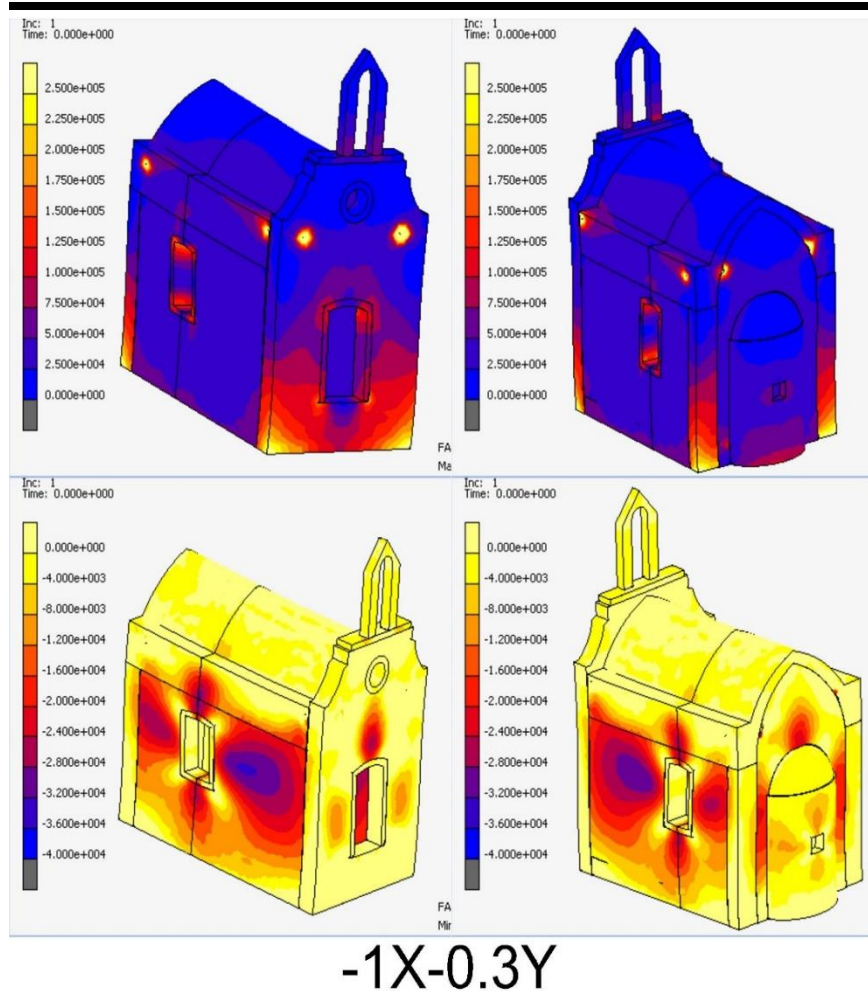 Inc: 1
Time: 0.000e+000
2.500e+005
2.250e+005
2.000e+005
1.750e+005
1.500e+005
1.250e+005
1.000e+005
7.500e+004
5.000e+004
2.500e+004
0.000e+000
FA
Ma
Inc: 1
Time: 0.000e+000
2.500e+005
2.250e+005
2.000e+005
1.750e+005
1.500e+005
1.250e+005
1.000e+005
7.500e+004
5.000e+004
2.500e+004
0.000e+000
Inc: 1
Time: 0.000e+000
0.000e+000
-4.000e+003
-8.000e+003
-1.200e+004
-1.600e+004
-2.000e+004
-2.400e+004
-2.800e+004
-3.200e+004
-3.600e+004
-4.000e+004
FA
Mir
Inc: 1
Time: 0.000e+000
0.000e+000
-4.000e+003
-8.000e+003
-1.200e+004
-1.600e+004
-2.000e+004
-2.400e+004
-2.800e+004
-3.200e+004
-3.600e+004
-4.000e+004
-1X-0.3Y